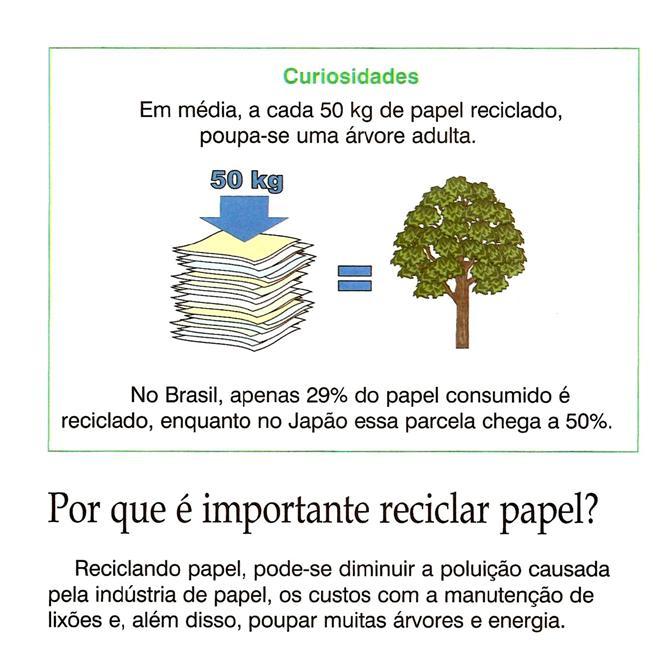 Curiosidades
Em média, a cada 50 kg de papel reciclado,
poupa-se uma árvore adulta.
50 kg
=
No Brasil, apenas 29% do papel consumido é
reciclado, enquanto no Japão essa parcela chega a 50%.
Por que é importante reciclar papel?
Reciclando papel, pode-se diminuir a poluição causada
pela indústria de papel, os custos com a manutenção de
lixões e, além disso, poupar muitas árvores e energia.